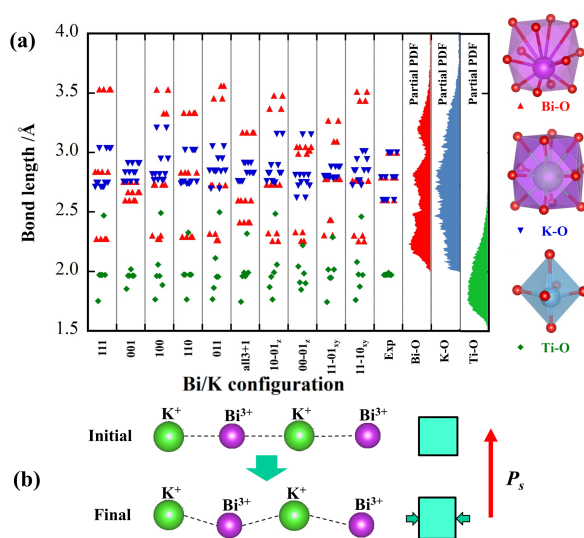 (a)
Bond length /Å
4.0
3.5
3.0
2.5
2.0
1.5
Partial PDF
Partial PDF
Partial PDF
111
001
100
110
011
all3+1
10-01z
00-01z
11-01xy
11-10xy
Exp
Bi-O
K-O
Ti-O
Bi/K configuration
Bi-O
K-O
Ti-O
(b)
Initial
K+ Bi3+ K+ Bi3+
Final
K+ Bi3+ K+ Bi3+
Ps